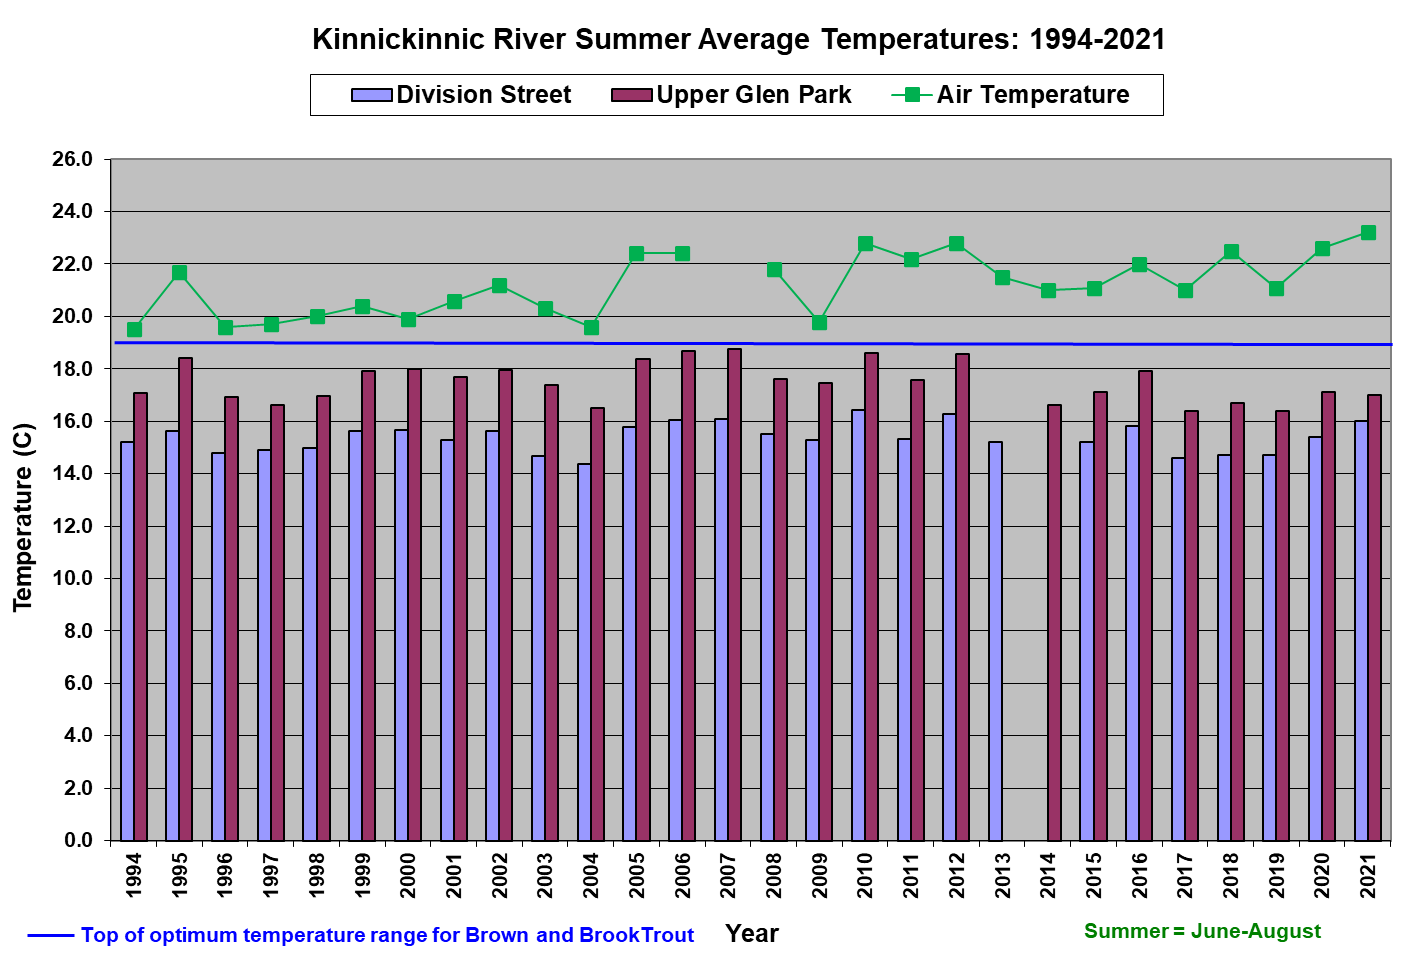 Kinnickinnic River Summer Average Temperatures: 1994-2021
Division Street Upper Glen Park Air Temperature
26.0
24.0
22.0
20.0
18.0
16.0
14.0
12.0
10.0
8.0
6.0
4.0
2.0
0.0
Temperature (C)
1994 1995 1996 1997 1998 1999 2000 2001 2002 2003 2004 2005 2006 2007 2008 2009 2010 2011 2012 2013 2014 2015 2016 2017 2018 2019 2020 2021
Top of optimum temperature range for Brown and BrookTrout Year Summer = June-August